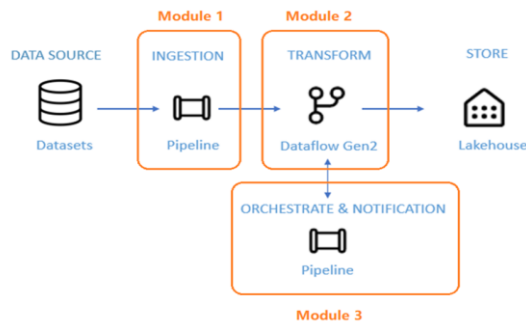 Module 1
Module 2
DATA SOURCE
INGESTION
TRANSFORM
STORE
Datasets
Pipeline
Dataflow Gen2
Lakehouse
ORCHESTRATE & NOTIFICATION
Pipeline
Module 3